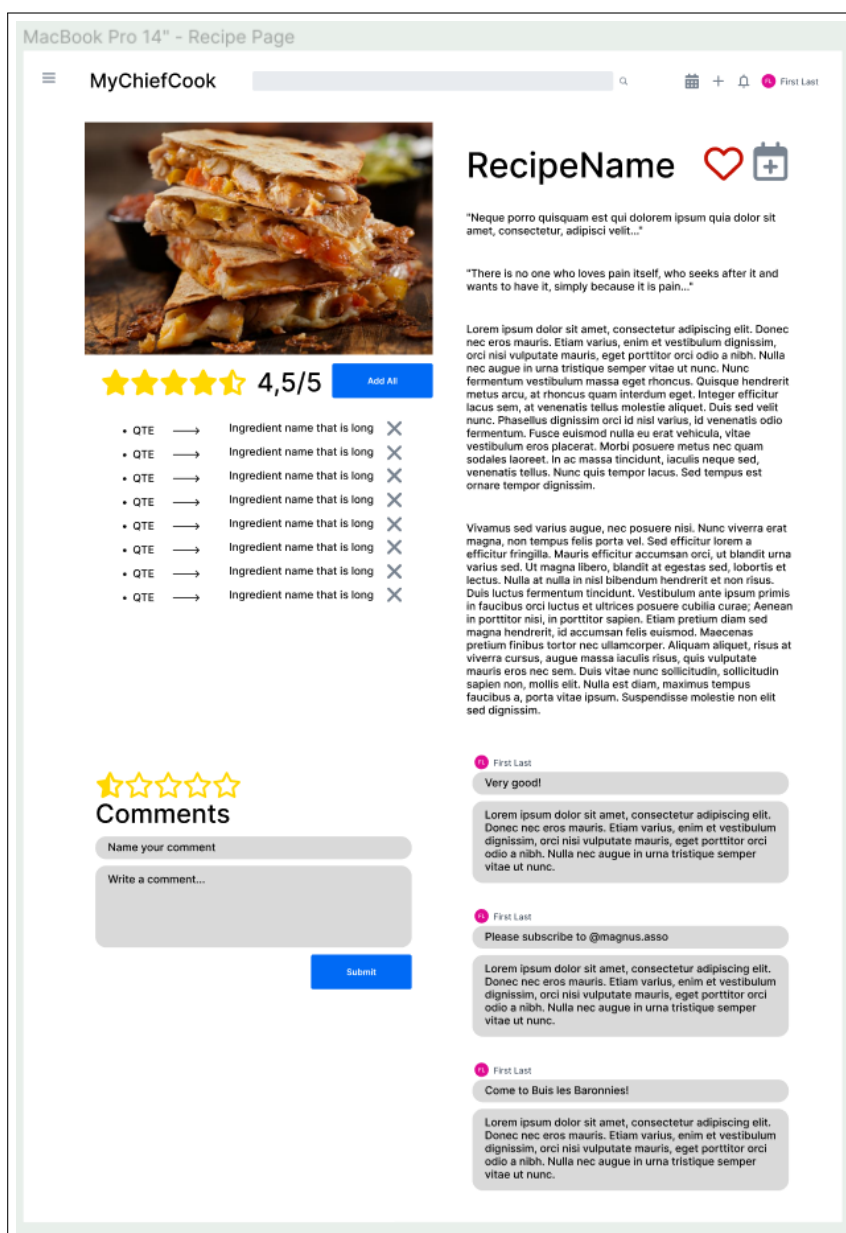 MacBook Pro 14" - Recipe Page
MyChiefCook
FL First Last
RecipeName
"Neque porro quisquam est qui dolorem ipsum quia dolor sit
amet, consectetur, adipisci velit..."
"There is no one who loves pain itself, who seeks after it and
wants to have it, simply because it is pain..."
Lorem ipsum dolor sit amet, consectetur adipiscing elit. Donec
nec eros mauris. Etiam varius, enim et vestibulum dignissim,
orci nisi vulputate mauris, eget porttitor orci odio a nibh. Nulla
nec augue in urna tristique semper vitae ut nunc. Nunc
fermentum vestibulum massa eget rhoncus. Quisque hendrerit
metus arcu, at rhoncus quam interdum eget. Integer efficitur
lacus sem, at venenatis tellus molestie aliquet. Duis sed velit
nunc. Phasellus dignissim orci id nisl varius, id venenatis odio
fermentum. Fusce euismod nulla eu erat vehicula, vitae
vestibulum eros placerat. Morbi posuere metus nec quam
sodales laoreet. In ac massa tincidunt, iaculis neque sed,
venenatis tellus. Nunc quis tempor lacus. Sed tempus est
ornare tempor dignissim.
Vivamus sed varius augue, nec posuere nisi. Nunc viverra erat
magna, non tempus felis porta vel. Sed efficitur lorem a
efficitur fringilla. Mauris efficitur accumsan orci, ut blandit urna
varius sed. Ut magna libero, blandit at egestas sed, lobortis et
lectus. Nulla at nulla in nisl bibendum hendrerit et non risus.
Duis luctus fermentum tincidunt. Vestibulum ante ipsum primis
in faucibus orci luctus et ultrices posuere cubilia curae; Aenean
in porttitor nisi, in porttitor sapien. Etiam pretium diam sed
magna hendrerit, id accumsan felis euismod. Maecenas
pretium finibus tortor nec ullamcorper. Aliquam aliquet, risus at
viverra cursus, augue massa iaculis risus, quis vulputate
mauris eros nec sem. Duis vitae nunc sollicitudin, sollicitudin
sapien non, mollis elit. Nulla est diam, maximus tempus
faucibus a, porta vitae ipsum. Suspendisse molestie non elit
sed dignissim.
4,5/5
Add All
• QTE ⟶ Ingredient name that is long
• QTE ⟶ Ingredient name that is long
• QTE ⟶ Ingredient name that is long
• QTE ⟶ Ingredient name that is long
• QTE ⟶ Ingredient name that is long
• QTE ⟶ Ingredient name that is long
• QTE ⟶ Ingredient name that is long
• QTE ⟶ Ingredient name that is long
Comments
Name your comment
Write a comment...
Submit
FL First Last
Very good!
Lorem ipsum dolor sit amet, consectetur adipiscing elit.
Donec nec eros mauris. Etiam varius, enim et vestibulum
dignissim, orci nisi vulputate mauris, eget porttitor orci
odio a nibh. Nulla nec augue in urna tristique semper
vitae ut nunc.
FL First Last
Please subscribe to @magnus.asso
Lorem ipsum dolor sit amet, consectetur adipiscing elit.
Donec nec eros mauris. Etiam varius, enim et vestibulum
dignissim, orci nisi vulputate mauris, eget porttitor orci
odio a nibh. Nulla nec augue in urna tristique semper
vitae ut nunc.
FL First Last
Come to Buis les Baronnies!
Lorem ipsum dolor sit amet, consectetur adipiscing elit.
Donec nec eros mauris. Etiam varius, enim et vestibulum
dignissim, orci nisi vulputate mauris, eget porttitor orci
odio a nibh. Nulla nec augue in urna tristique semper
vitae ut nunc.